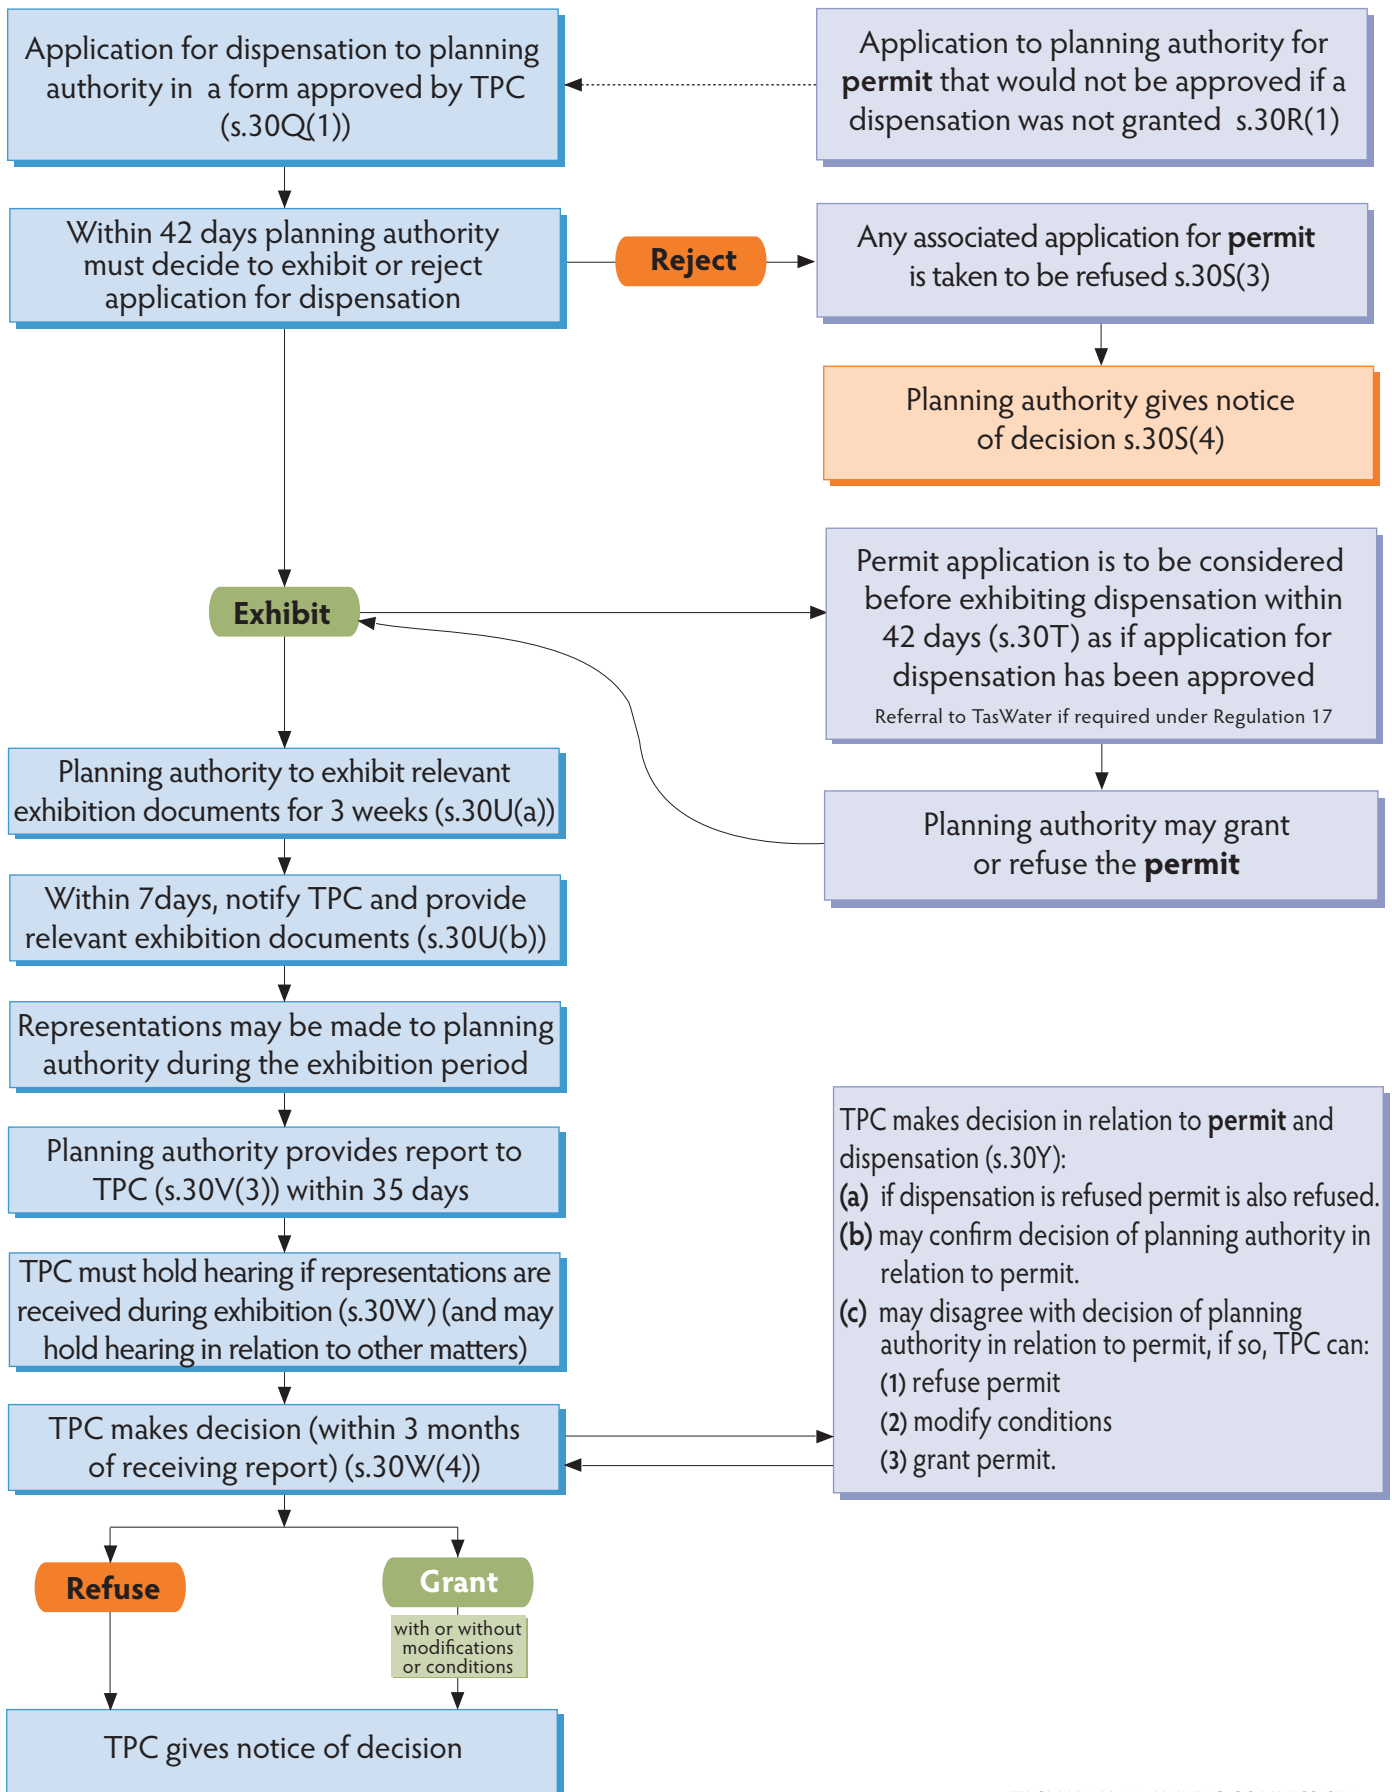 Application for dispensation to planning
authority in a form approved by TPC
(s.30Q(1))
Application to planning authority for
permit that would not be approved if a
dispensation was not granted s.30R(1)
Within 42 days planning authority
must decide to exhibit or reject
application for dispensation
Reject
Any associated application for permit
is taken to be refused s.30S(3)
Planning authority gives notice
of decision s.30S(4)
Exhibit
Permit application is to be considered
before exhibiting dispensation within
42 days (s.30T) as if application for
dispensation has been approved
Referral to TasWater if required under Regulation 17
Planning authority may grant
or refuse the permit
Planning authority to exhibit relevant
exhibition documents for 3 weeks (s.30U(a))
Within 7days, notify TPC and provide
relevant exhibition documents (s.30U(b))
Representations may be made to planning
authority during the exhibition period
Planning authority provides report to
TPC (s.30V(3)) within 35 days
TPC must hold hearing if representations are
received during exhibition (s.30W) (and may
hold hearing in relation to other matters)
TPC makes decision (within 3 months
of receiving report) (s.30W(4))
TPC makes decision in relation to permit and
dispensation (s.30Y):
(a) if dispensation is refused permit is also refused.
(b) may confirm decision of planning authority in
relation to permit.
(c) may disagree with decision of planning
authority in relation to permit, if so, TPC can:
(1) refuse permit
(2) modify conditions
(3) grant permit.
Refuse
Grant
with or without
modifications
or conditions
TPC gives notice of decision